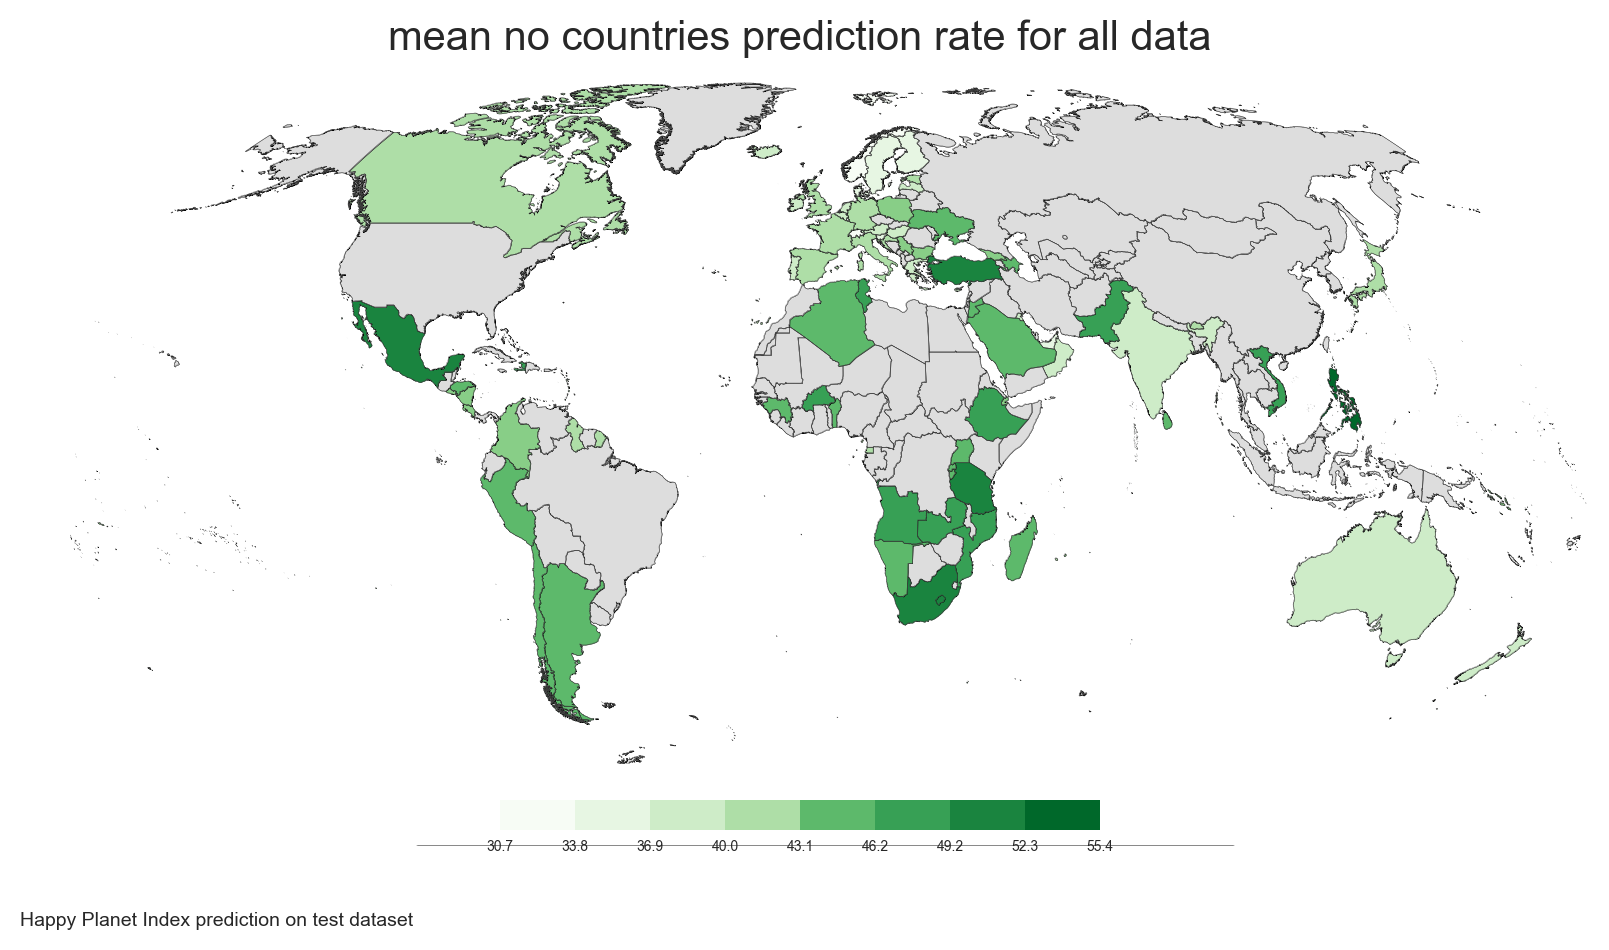 mean no countries prediction rate for all data
30.7 33.8 36.9 40.0 43.1 46.2 49.2 52.3 55.4
Happy Planet Index prediction on test dataset